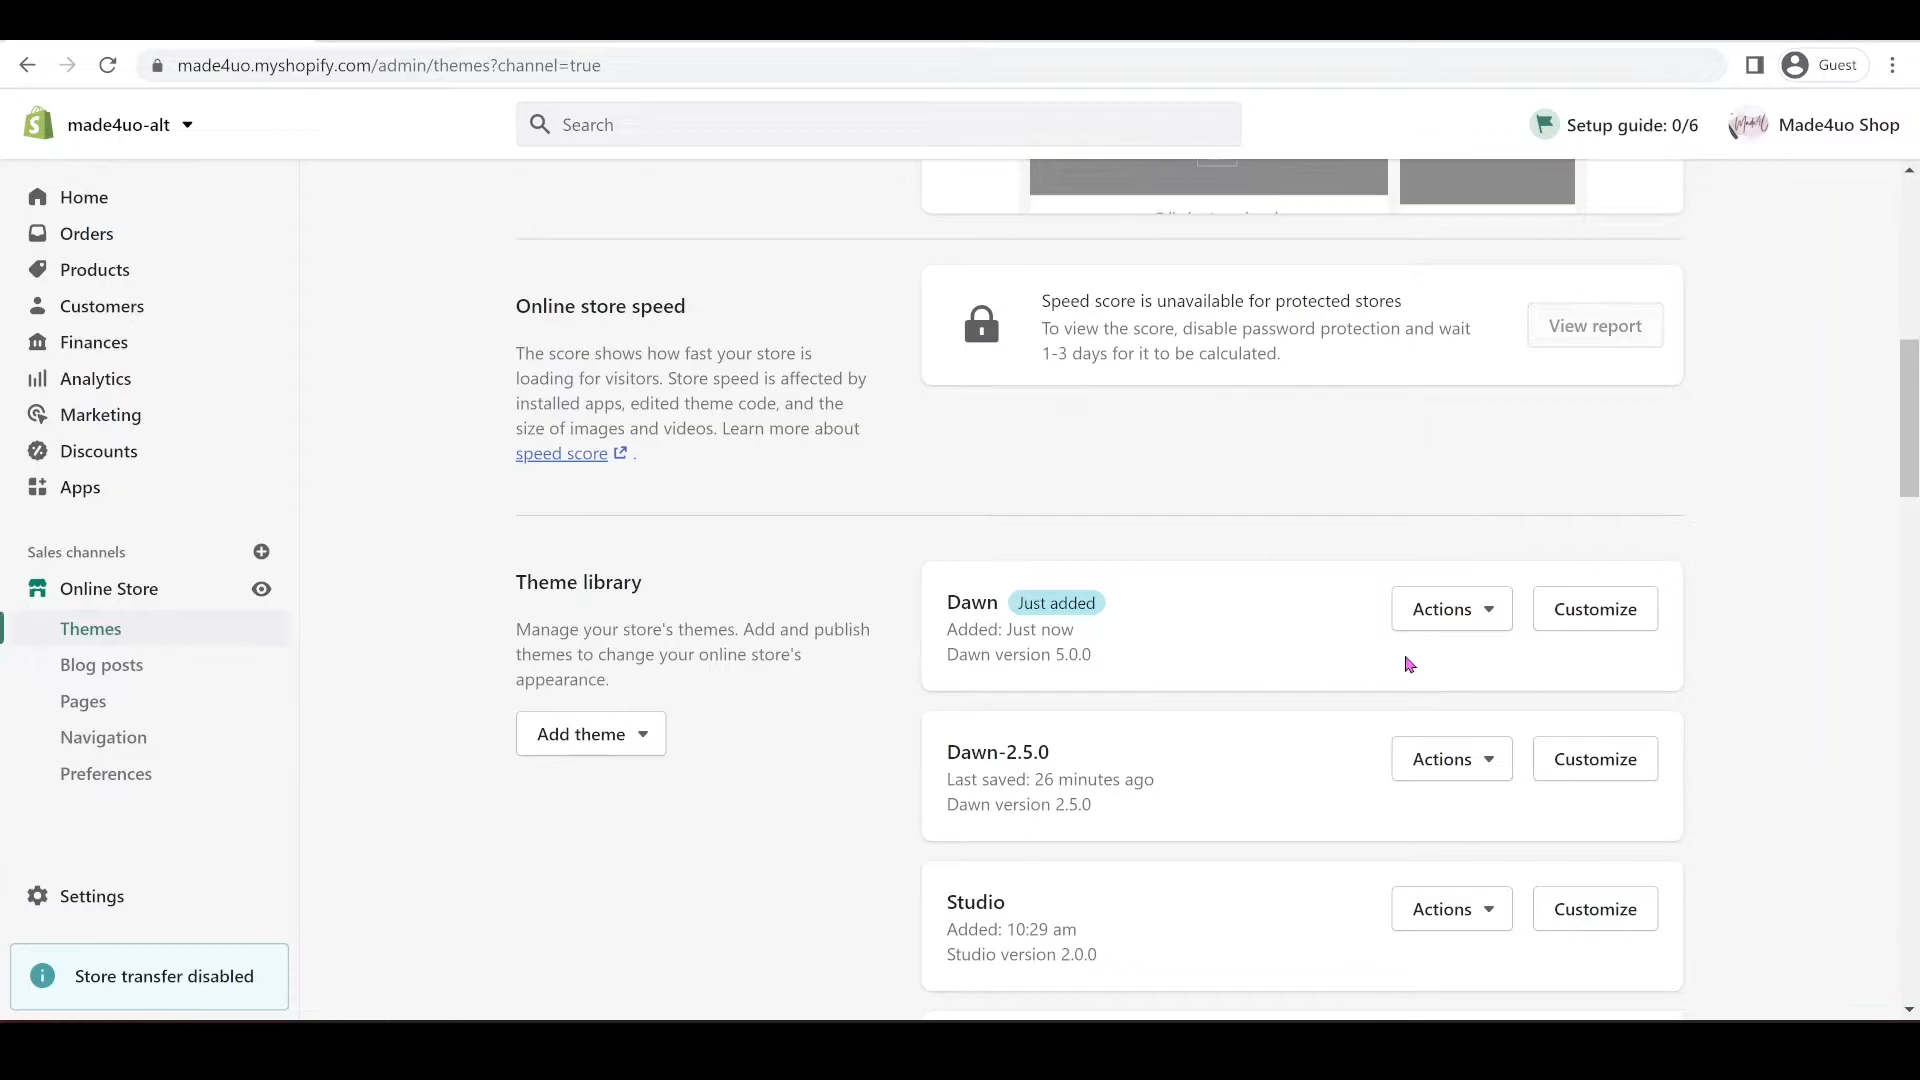 made4uo.myshopify.com/admin/themes?channel=true
Guest
made4uo-alt
Search
Setup guide: 0/6
Made4uo Shop
Home
Orders
Products
Customers
Finances
Analytics
Marketing
Discounts
Apps
Sales channels
Online Store
Themes
Blog posts
Pages
Navigation
Preferences
Settings
Store transfer disabled
Online store speed
The score shows how fast your store is
loading for visitors. Store speed is affected by
installed apps, edited theme code, and the
size of images and videos. Learn more about
speed score .
Speed score is unavailable for protected stores
To view the score, disable password protection and wait
1-3 days for it to be calculated.
View report
Theme library
Manage your store's themes. Add and publish
themes to change your online store's
appearance.
Add theme
Dawn Just added
Added: Just now
Dawn version 5.0.0
Actions
Customize
Dawn-2.5.0
Last saved: 26 minutes ago
Dawn version 2.5.0
Actions
Customize
Studio
Added: 10:29 am
Studio version 2.0.0
Actions
Customize